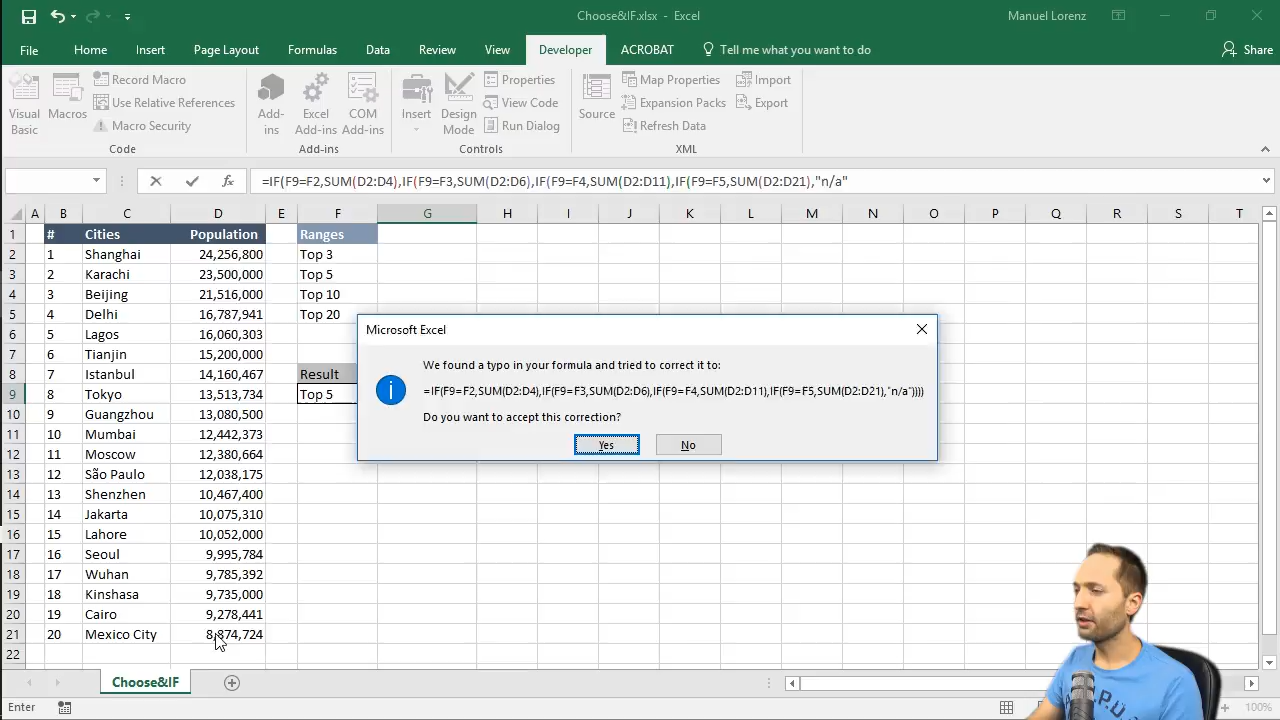 Choose&IF.xlsx - Excel
Manuel Lorenz
File Home Insert Page Layout Formulas Data Review View Developer ACROBAT Tell me what you want to do Share
Visual Basic
Macros
Record Macro
Use Relative References
Macro Security
Code
Add-ins
Excel Add-ins
COM Add-ins
Add-ins
Insert
Design Mode
Properties
View Code
Run Dialog
Controls
Source
Map Properties
Expansion Packs
Refresh Data
Import
Export
XML
fx =IF(F9=F2,SUM(D2:D4),IF(F9=F3,SUM(D2:D6),IF(F9=F4,SUM(D2:D11),IF(F9=F5,SUM(D2:D21),"n/a"
A B C D E F G H I J K L M N O P Q R S T
1 # Cities Population Ranges
2 1 Shanghai 24,256,800 Top 3
3 2 Karachi 23,500,000 Top 5
4 3 Beijing 21,516,000 Top 10
5 4 Delhi 16,787,941 Top 20
6 5 Lagos 16,060,303
7 6 Tianjin 15,200,000
8 7 Istanbul 14,160,467 Result
9 8 Tokyo 13,513,734 Top 5
10 9 Guangzhou 13,080,500
11 10 Mumbai 12,442,373
12 11 Moscow 12,380,664
13 12 São Paulo 12,038,175
14 13 Shenzhen 10,467,400
15 14 Jakarta 10,075,310
16 15 Lahore 10,052,000
17 16 Seoul 9,995,784
18 17 Wuhan 9,785,392
19 18 Kinshasa 9,735,000
20 19 Cairo 9,278,441
21 20 Mexico City 8,874,724
22
Microsoft Excel
We found a typo in your formula and tried to correct it to:
=IF(F9=F2,SUM(D2:D4),IF(F9=F3,SUM(D2:D6),IF(F9=F4,SUM(D2:D11),IF(F9=F5,SUM(D2:D21),"n/a"))))
Do you want to accept this correction?
Yes No
Choose&IF
Enter
100%